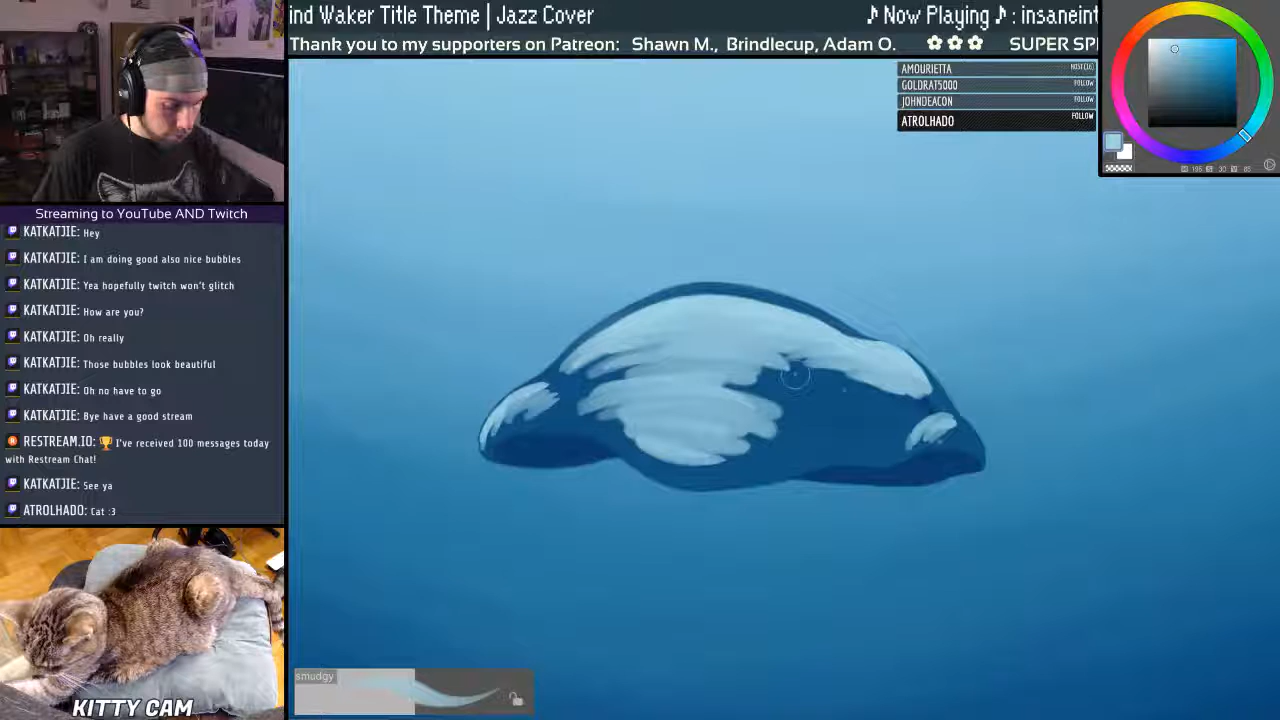 ind Waker Title Theme | Jazz Cover
♪ Now Playing ♪ : insaneint
Thank you to my supporters on Patreon: Shawn M., Brindlecup, Adam O. ✿ ✿ ✿ SUPER SP
AMOURIETTA
GOLDRAT5000 FOLLOW
JOHNDEACON FOLLOW
ATROLHADO FOLLOW
Streaming to YouTube AND Twitch
KATKATJIE: Hey
KATKATJIE: I am doing good also nice bubbles
KATKATJIE: Yea hopefully twitch won't glitch
KATKATJIE: How are you?
KATKATJIE: Oh really
KATKATJIE: Those bubbles look beautiful
KATKATJIE: Oh no have to go
KATKATJIE: Bye have a good stream
RESTREAM.IO: 🏆 I've received 100 messages today
with Restream Chat!
KATKATJIE: See ya
ATROLHADO: Cat :3
smudgy
KITTY CAM